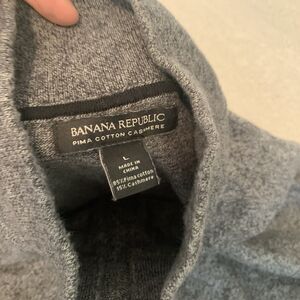 BANANA REPUBLIC
PIMA COTTON CASHMERE
L
MADE IN
CHINA
85%Pima cotton
15%Cashmere